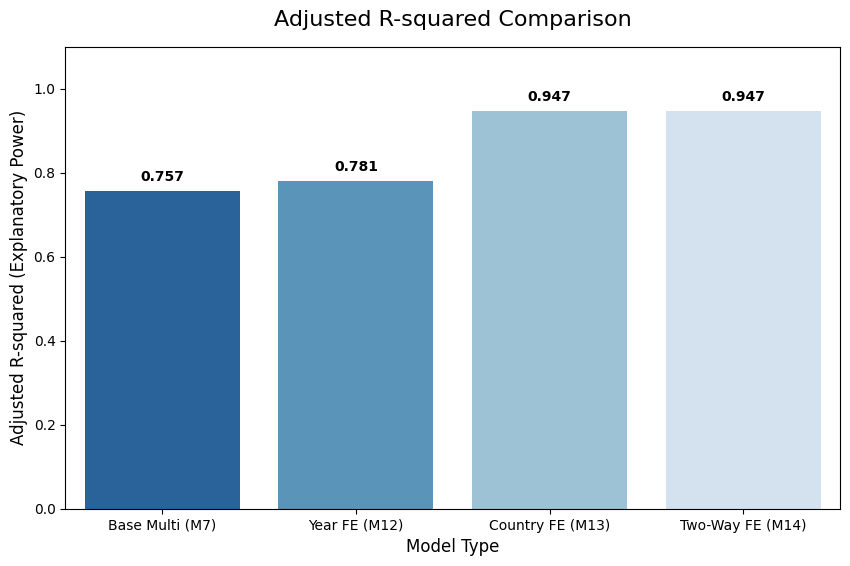 Adjusted R-squared Comparison
Adjusted R-squared (Explanatory Power)
1.0
0.8
0.6
0.4
0.2
0.0
0.757
0.781
0.947
0.947
Base Multi (M7)
Year FE (M12)
Country FE (M13)
Two-Way FE (M14)
Model Type